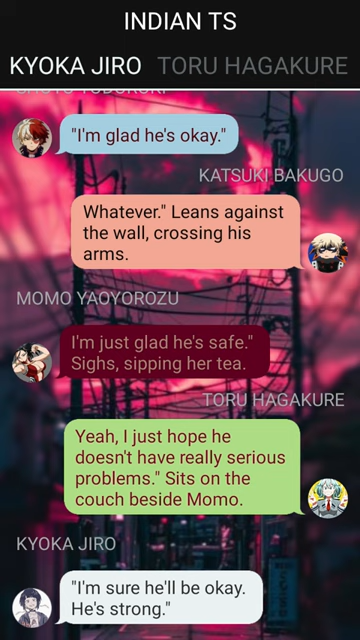 INDIAN TS
KYOKA JIRO TORU HAGAKURE
SHOTO TODOROKI
"I'm glad he's okay."
KATSUKI BAKUGO
Whatever." Leans against
the wall, crossing his
arms.
MOMO YAOYOROZU
I'm just glad he's safe."
Sighs, sipping her tea.
TORU HAGAKURE
Yeah, I just hope he
doesn't have really serious
problems." Sits on the
couch beside Momo.
KYOKA JIRO
"I'm sure he'll be okay.
He's strong."